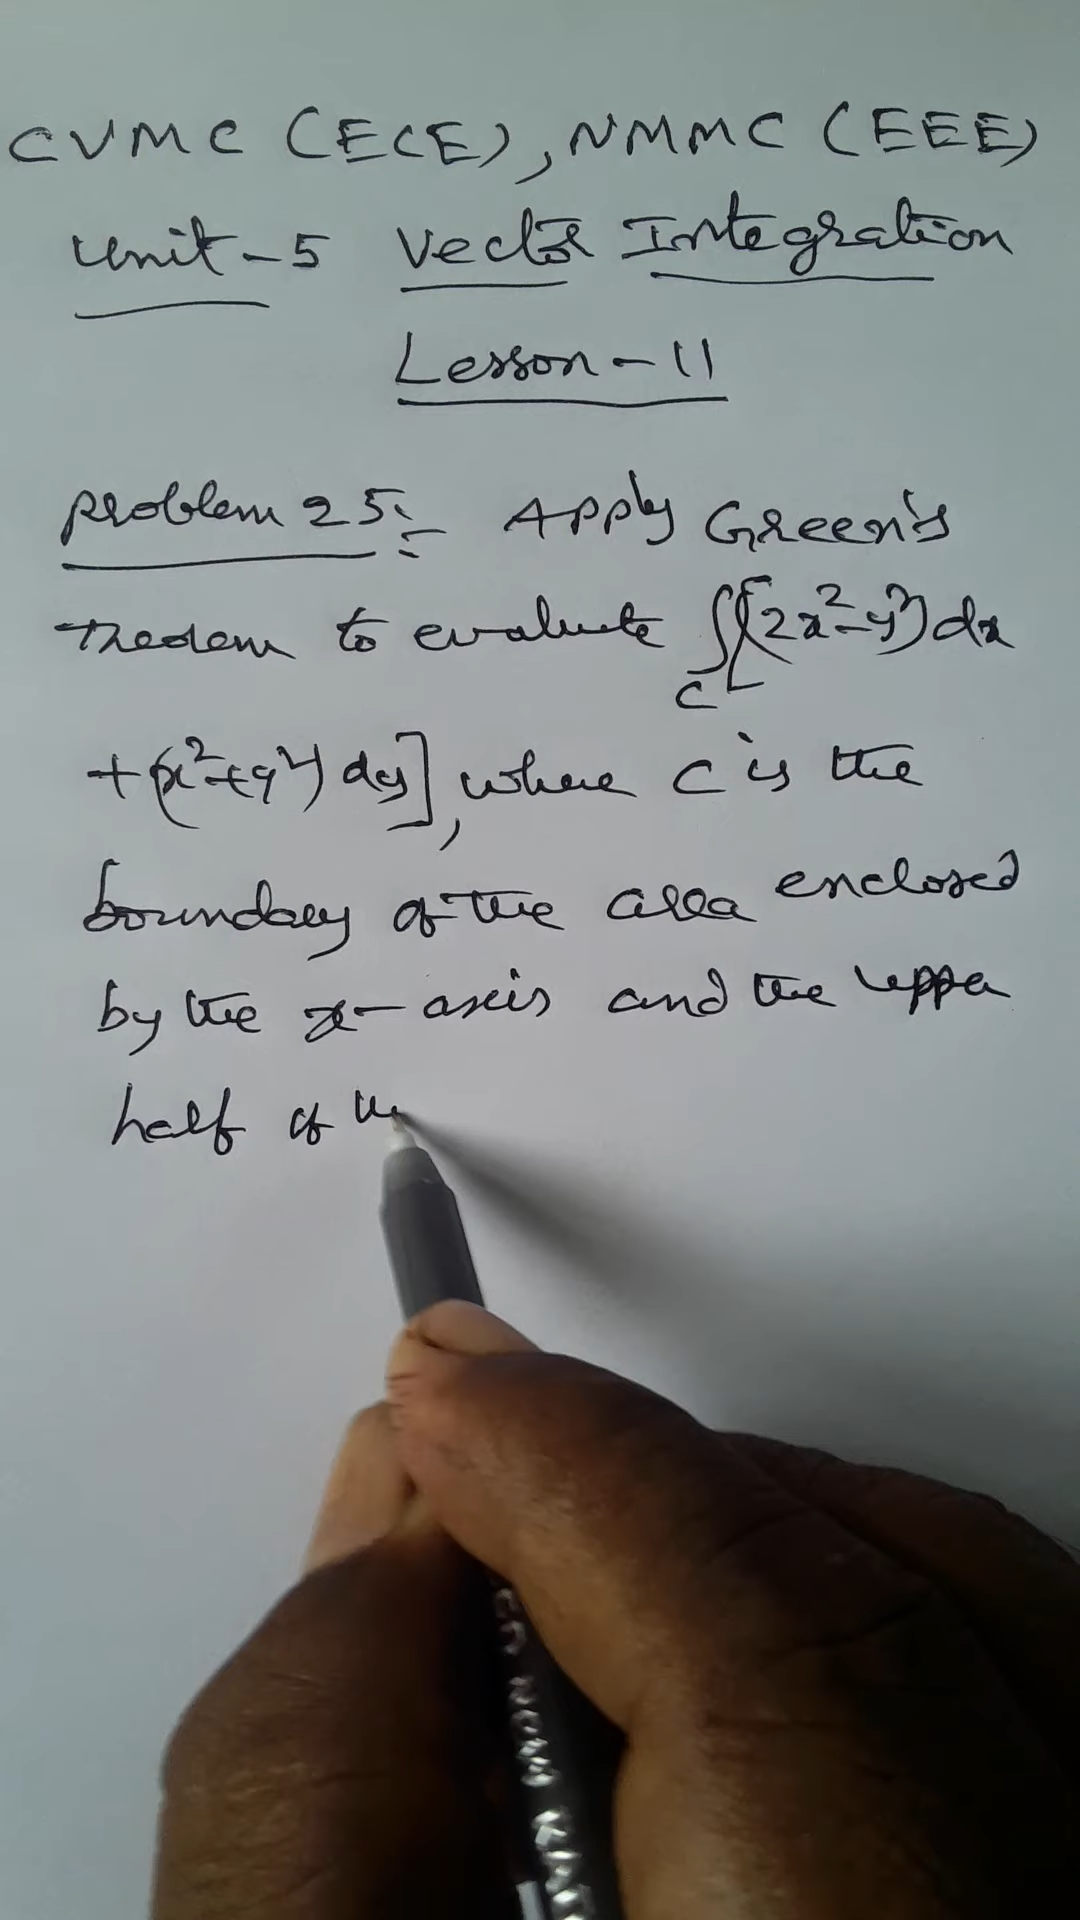 CVMC (ECE), NMMC (EEE)
Unit-5 Vector Integration
Lesson-11
Problem 25:- Apply Green's
Theorem to evaluate ∫c[(2x²-y²)dx
+(x²+y²)dy], where C is the
boundary of the area enclosed
by the x-axis and the upper
half of